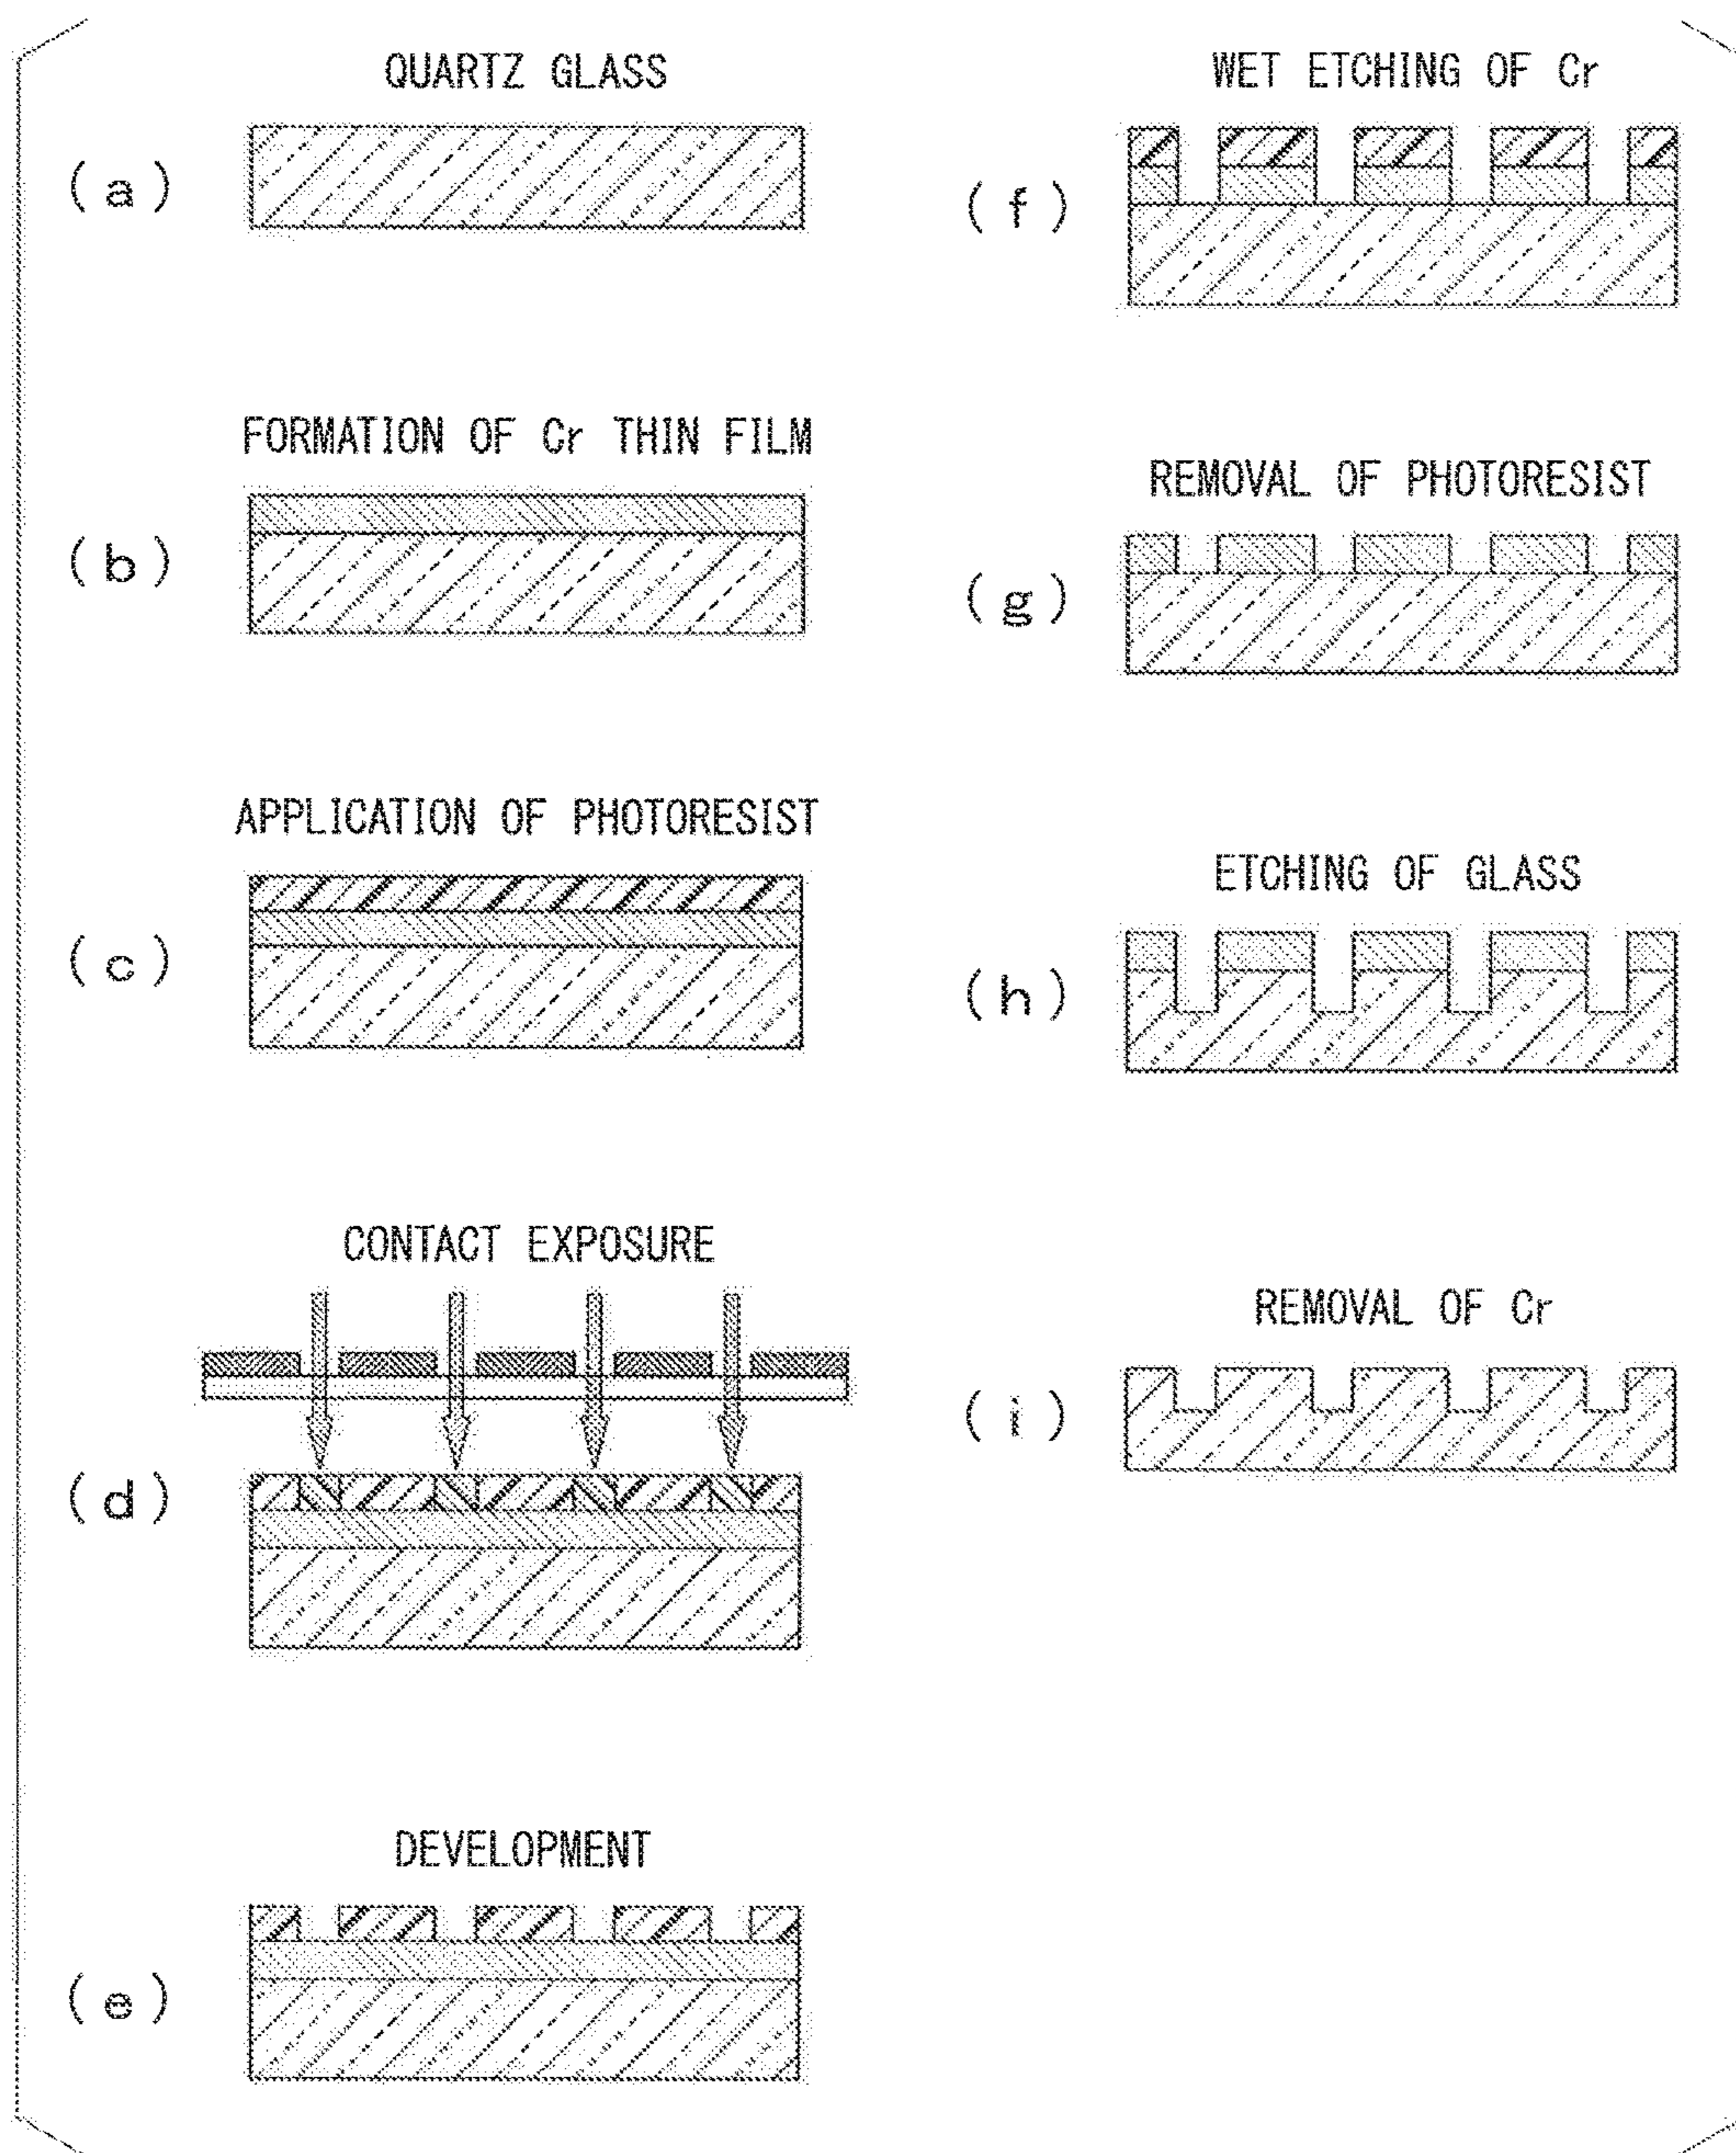 QUARTZ GLASS
(a)
FORMATION OF Cr THIN FILM
(b)
APPLICATION OF PHOTORESIST
(c)
CONTACT EXPOSURE
(d)
DEVELOPMENT
(e)
WET ETCHING OF Cr
(f)
REMOVAL OF PHOTORESIST
(g)
ETCHING OF GLASS
(h)
REMOVAL OF Cr
(i)